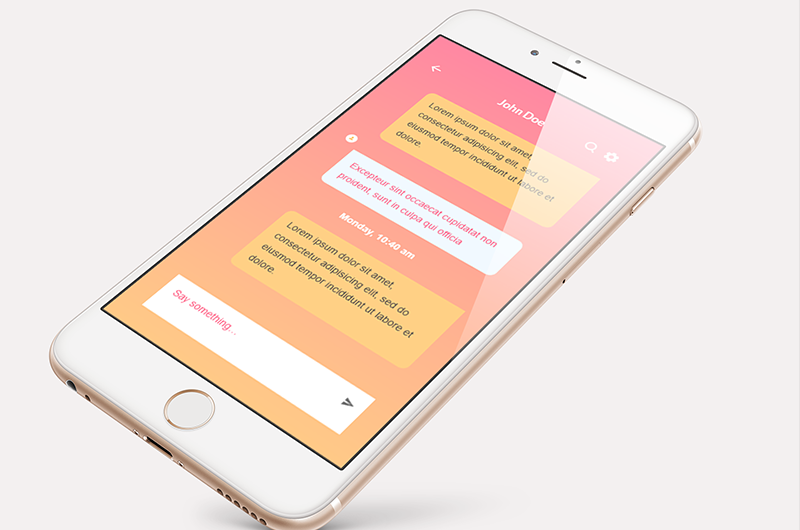 John Doe
Lorem ipsum dolor sit amet,
consectetur adipisicing elit, sed do
eiusmod tempor incididunt ut labore et
dolore.
Excepteur sint occaecat cupidatat non
proident, sunt in culpa qui officia
Monday, 10:40 am
Lorem ipsum dolor sit amet,
consectetur adipisicing elit, sed do
eiusmod tempor incididunt ut labore et
dolore.
Say something...